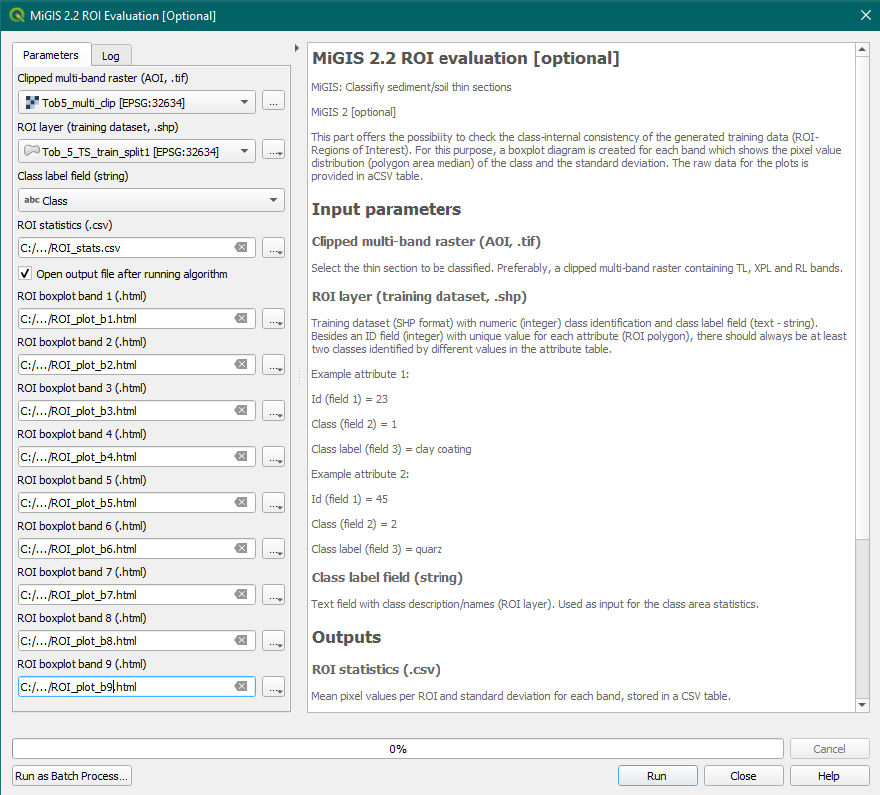 MiGIS 2.2 ROI Evaluation [Optional]
Parameters
Log
Clipped multi-band raster (AOI, .tif)
Tob5_multi_clip [EPSG:32634]
...
ROI layer (training dataset, .shp)
Tob_5_TS_train_split1 [EPSG:32634]
...
Class label field (string)
abc Class
ROI statistics (.csv)
C:/.../ROI_stats.csv
...
Open output file after running algorithm
ROI boxplot band 1 (.html)
C:/.../ROI_plot_b1.html
...
ROI boxplot band 2 (.html)
C:/.../ROI_plot_b2.html
...
ROI boxplot band 3 (.html)
C:/.../ROI_plot_b3.html
...
ROI boxplot band 4 (.html)
C:/.../ROI_plot_b4.html
...
ROI boxplot band 5 (.html)
C:/.../ROI_plot_b5.html
...
ROI boxplot band 6 (.html)
C:/.../ROI_plot_b6.html
...
ROI boxplot band 7 (.html)
C:/.../ROI_plot_b7.html
...
ROI boxplot band 8 (.html)
C:/.../ROI_plot_b8.html
...
ROI boxplot band 9 (.html)
C:/.../ROI_plot_b9.html
...
MiGIS 2.2 ROI evaluation [optional]
MiGIS: Classifiy sediment/soil thin sections
MiGIS 2 [optional]
This part offers the possibiity to check the class-internal consistency of the generated training data (ROI-
Regions of Interest). For this purpose, a boxplot diagram is created for each band which shows the pixel value
distribution (polygon area median) of the class and the standard deviation. The raw data for the plots is
provided in aCSV table.
Input parameters
Clipped multi-band raster (AOI, .tif)
Select the thin section to be classified. Preferably, a clipped multi-band raster containing TL, XPL and RL bands.
ROI layer (training dataset, .shp)
Training dataset (SHP format) with numeric (integer) class identification and class label field (text - string).
Besides an ID field (integer) with unique value for each attribute (ROI polygon), there should always be at least
two classes identified by different values in the attribute table.
Example attribute 1:
Id (field 1) = 23
Class (field 2) = 1
Class label (field 3) = clay coating
Example attribute 2:
Id (field 1) = 45
Class (field 2) = 2
Class label (field 3) = quarz
Class label field (string)
Text field with class description/names (ROI layer). Used as input for the class area statistics.
Outputs
ROI statistics (.csv)
Mean pixel values per ROI and standard deviation for each band, stored in a CSV table.
0%
Cancel
Run as Batch Process...
Run
Close
Help